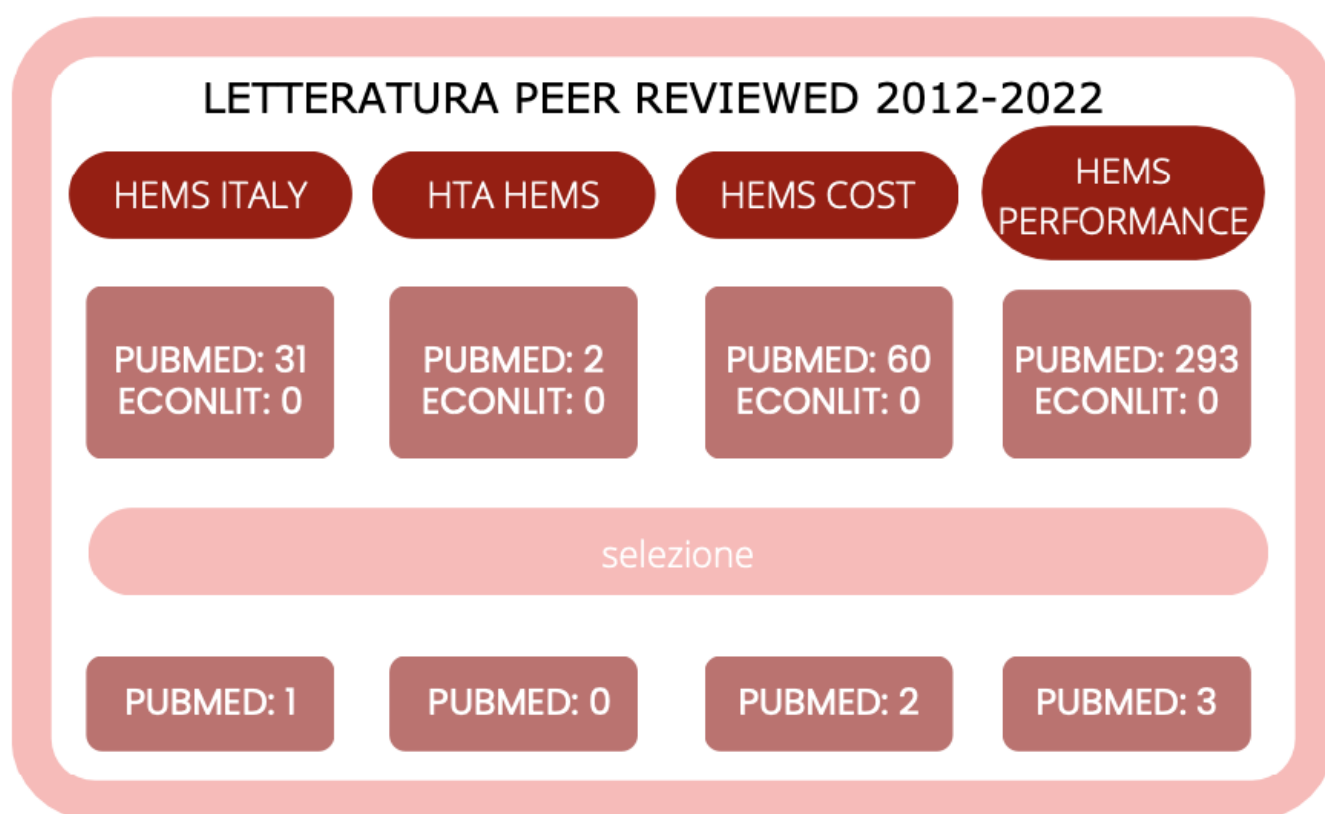 LETTERATURA PEER REVIEWED 2012-2022
HEMS ITALY
HTA HEMS
HEMS COST
HEMS
PERFORMANCE
PUBMED: 31
ECONLIT: 0
PUBMED: 2
ECONLIT: 0
PUBMED: 60
ECONLIT: 0
PUBMED: 293
ECONLIT: 0
selezione
PUBMED: 1
PUBMED: 0
PUBMED: 2
PUBMED: 3